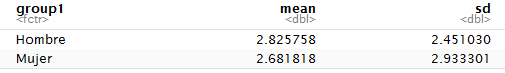 group1 mean sd
<fctr> <dbl> <dbl>
Hombre 2.825758 2.451030
Mujer 2.681818 2.933301